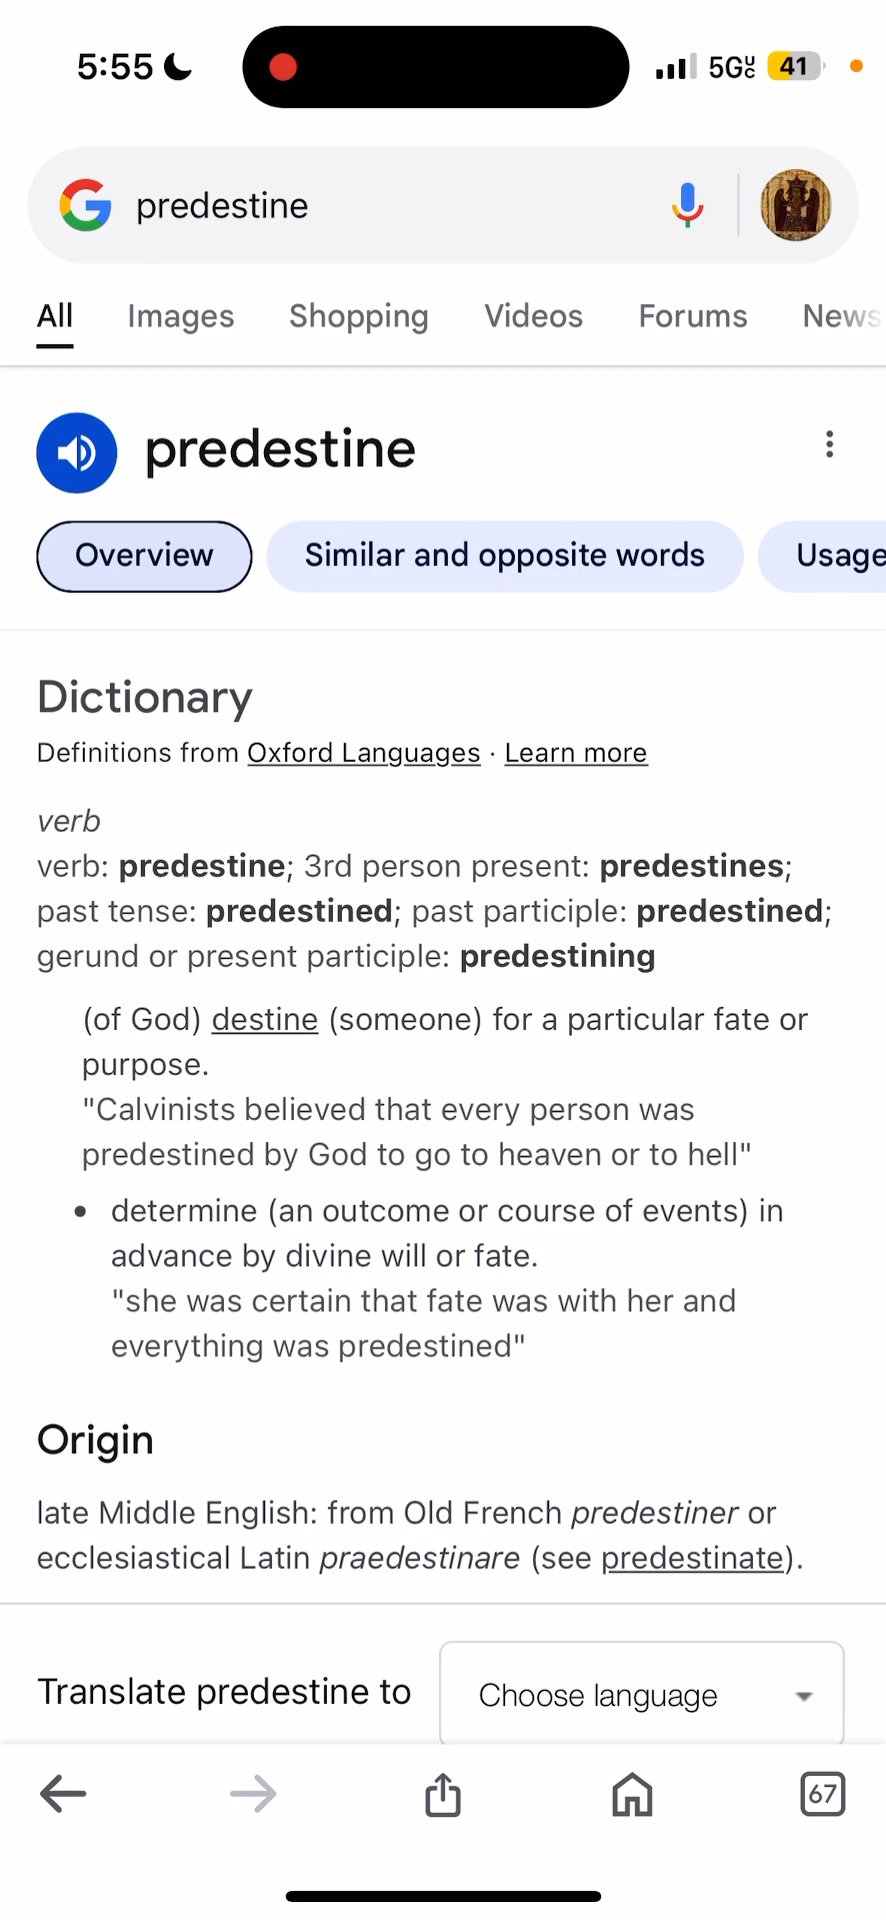 5:55
5G UC
41
predestine
All Images Shopping Videos Forums News
predestine
Overview Similar and opposite words Usage
Dictionary
Definitions from Oxford Languages · Learn more
verb
verb: predestine; 3rd person present: predestines;
past tense: predestined; past participle: predestined;
gerund or present participle: predestining
(of God) destine (someone) for a particular fate or
purpose.
"Calvinists believed that every person was
predestined by God to go to heaven or to hell"
• determine (an outcome or course of events) in
advance by divine will or fate.
"she was certain that fate was with her and
everything was predestined"
Origin
late Middle English: from Old French predestiner or
ecclesiastical Latin praedestinare (see predestinate).
Translate predestine to Choose language
67